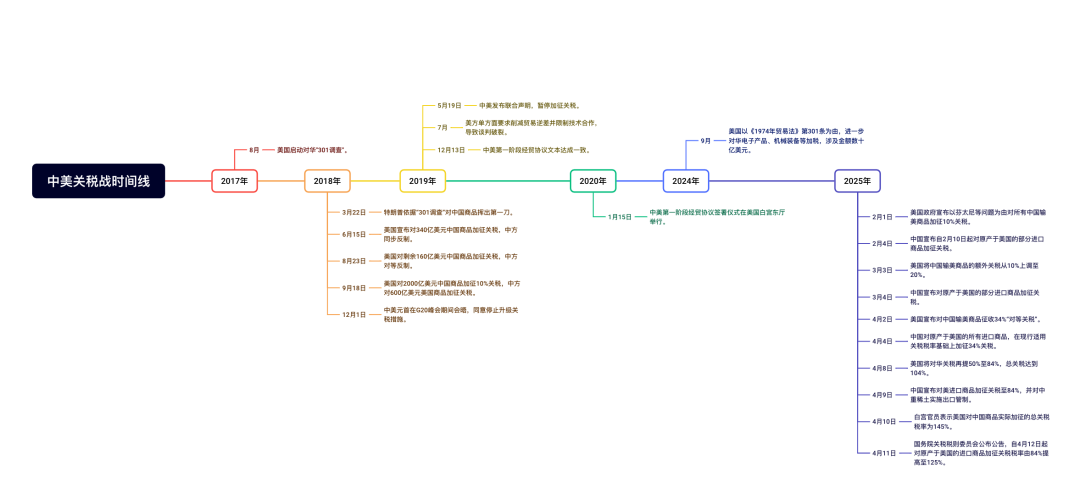 中美关税战时间线
2017年
8月
美国启动对华“301调查”。
2018年
3月22日
特朗普依据“301调查”对中国商品挥出第一刀。
6月15日
美国宣布对340亿美元中国商品加征关税，中方
同步反制。
8月23日
美国对剩余160亿美元中国商品加征关税，中方
对等反制。
9月18日
美国对2000亿美元中国商品加征10%关税，中方
对600亿美元美国商品加征关税。
12月1日
中美元首在G20峰会期间会晤，同意停止升级关
税措施。
2019年
5月19日
中美发布联合声明，暂停加征关税。
7月
美方单方面要求削减贸易逆差并限制技术合作，
导致谈判破裂。
12月13日
中美第一阶段经贸协议文本达成一致。
2020年
1月15日
中美第一阶段经贸协议签署仪式在美国白宫东厅
举行。
2024年
9月
美国以《1974年贸易法》第301条为由，进一步
对华电子产品、机械装备等加税，涉及金额数十
亿美元。
2025年
2月1日
美国政府宣布以芬太尼等问题为由对所有中国输
美商品加征10%关税。
2月4日
中国宣布自2月10日起对原产于美国的部分进口
商品加征关税。
3月3日
美国将中国输美商品的额外关税从10%上调至
20%。
3月4日
中国宣布对原产于美国的部分进口商品加征关
税。
4月2日
美国宣布对中国输美商品征收34%“对等关税”。
4月4日
中国对原产于美国的所有进口商品，在现行适用
关税税率基础上加征34%关税。
4月8日
美国将对华关税再提50%至84%，总关税达到
104%。
4月9日
中国宣布对美进口商品加征关税至84%，并对中
重稀土实施出口管制。
4月10日
白宫官员表示美国对中国商品实际加征的总关税
税率为145%。
4月11日
国务院关税税则委员会公布公告，自4月12日起
对原产于美国的进口商品加征关税税率由84%提
高至125%。